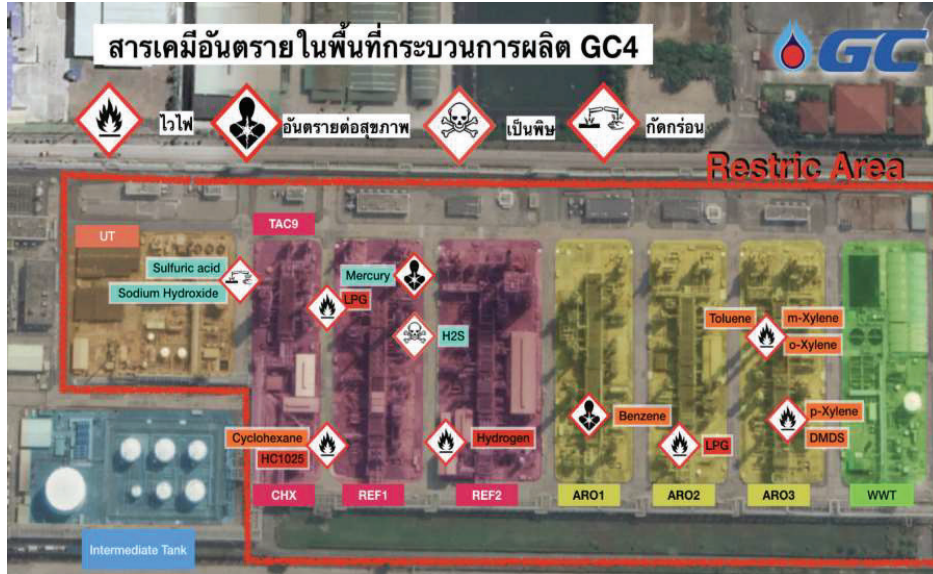 สารเคมีอันตรายในพื้นที่กระบวนการผลิต GC4
GC
ไวไฟ
อันตรายต่อสุขภาพ
เป็นพิษ
กัดกร่อน
Restric Area
TAC9
UT
Sulfuric acid
Sodium Hydroxide
Mercury
LPG
H2S
Toluene
m-Xylene
o-Xylene
Cyclohexane
HC1025
Hydrogen
Benzene
LPG
p-Xylene
DMDS
CHX
REF1
REF2
ARO1
ARO2
ARO3
WWT
Intermediate Tank